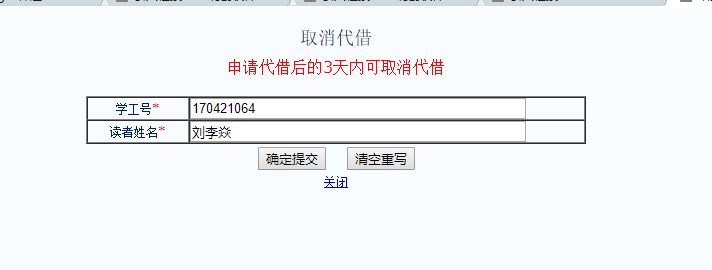 取消代借
申请代借后的3天内可取消代借
学工号* 170421064
读者姓名* 刘李焱
确定提交 清空重写
关闭